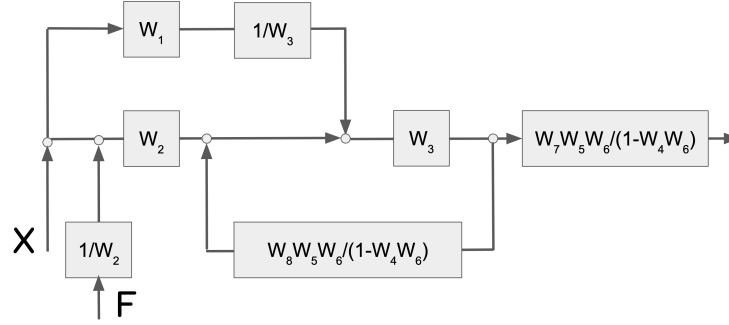 W₁
1/W₃
W₂
W₃
W₇W₅W₆/(1-W₄W₆)
X
1/W₂
W₈W₅W₆/(1-W₄W₆)
F